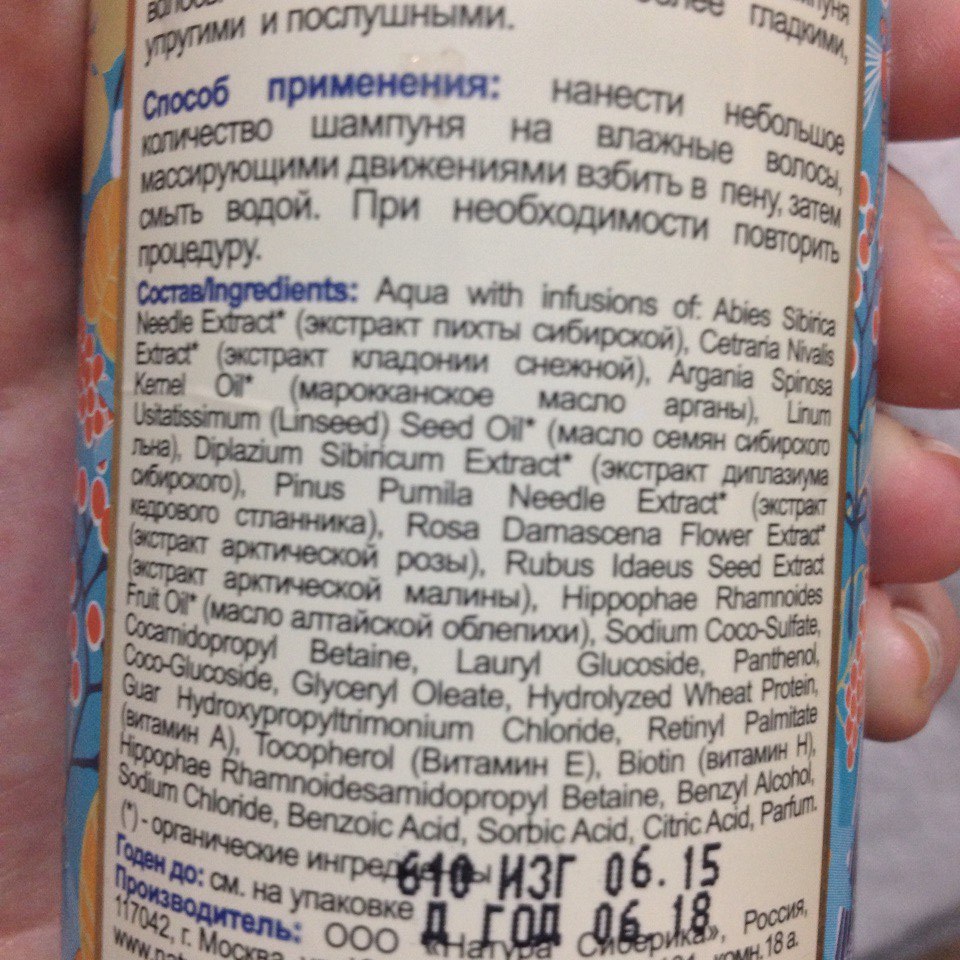 упругими и послушными.
гладкими,
Способ применения: нанести небольшое
количество шампуня на влажные волосы,
массирующими движениями взбить в пену, затем
смыть водой. При необходимости повторить
процедуру.
Состав/Ingredients: Aqua with infusions of: Abies Sibirica
Needle Extract* (экстракт пихты сибирской), Cetraria Nivalis
Extract* (экстракт кладонии снежной), Argania Spinosa
Kernel Oil* (марокканское масло арганы), Linum
Usitatissimum (Linseed) Seed Oil* (масло семян сибирского
льна), Diplazium Sibiricum Extract* (экстракт диплазиума
сибирского), Pinus Pumila Needle Extract* (экстракт
кедрового стланника), Rosa Damascena Flower Extract*
(экстракт арктической розы), Rubus Idaeus Seed Extract
(экстракт арктической малины), Hippophae Rhamnoides
Fruit Oil* (масло алтайской облепихи), Sodium Coco-Sulfate,
Cocamidopropyl Betaine, Lauryl Glucoside, Panthenol,
Coco-Glucoside, Glyceryl Oleate, Hydrolyzed Wheat Protein,
Guar Hydroxypropyltrimonium Chloride, Retinyl Palmitate
(витамин А), Tocopherol (Витамин Е), Biotin (витамин Н),
Hippophae Rhamnoidesamidopropyl Betaine, Benzyl Alcohol,
Sodium Chloride, Benzoic Acid, Sorbic Acid, Citric Acid, Parfum.
(*) - органические ингредиенты
610 ИЗГ 06.15
Годен до: см. на упаковке
Д ГОД 06.18
Производитель: ООО «Натура Сиберика», Россия,
117042, г. Москва, комн.18 а.